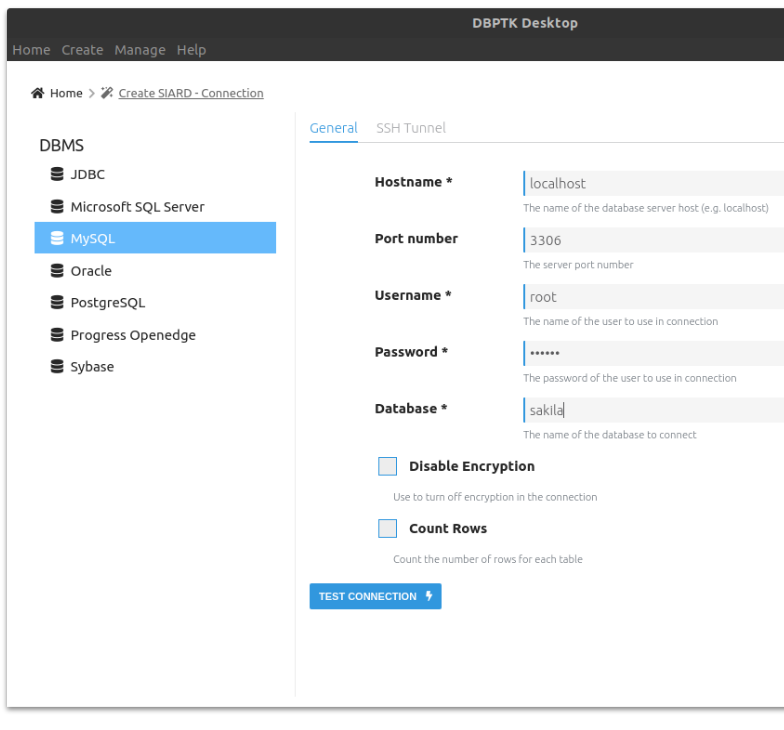 DBPTK Desktop
Home Create Manage Help
Home > Create SIARD - Connection
DBMS
JDBC
Microsoft SQL Server
MySQL
Oracle
PostgreSQL
Progress Openedge
Sybase
General SSH Tunnel
Hostname * localhost
The name of the database server host (e.g. localhost)
Port number 3306
The server port number
Username * root
The name of the user to use in connection
Password * ••••••
The password of the user to use in connection
Database * sakila
The name of the database to connect
Disable Encryption
Use to turn off encryption in the connection
Count Rows
Count the number of rows for each table
TEST CONNECTION